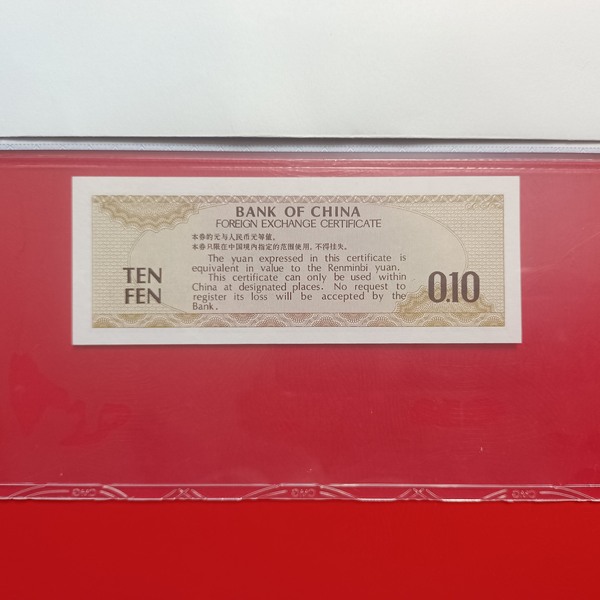 BANK OF CHINA
FOREIGN EXCHANGE CERTIFICATE
本券的元与人民币元等值。
本券只限在中国境内指定的范围使用，不得挂失。
The yuan expressed in this certificate is
equivalent in value to the Renminbi yuan.
This certificate can only be used within
China at designated places. No request to
register its loss will be accepted by the
Bank.
TEN
FEN
0.10